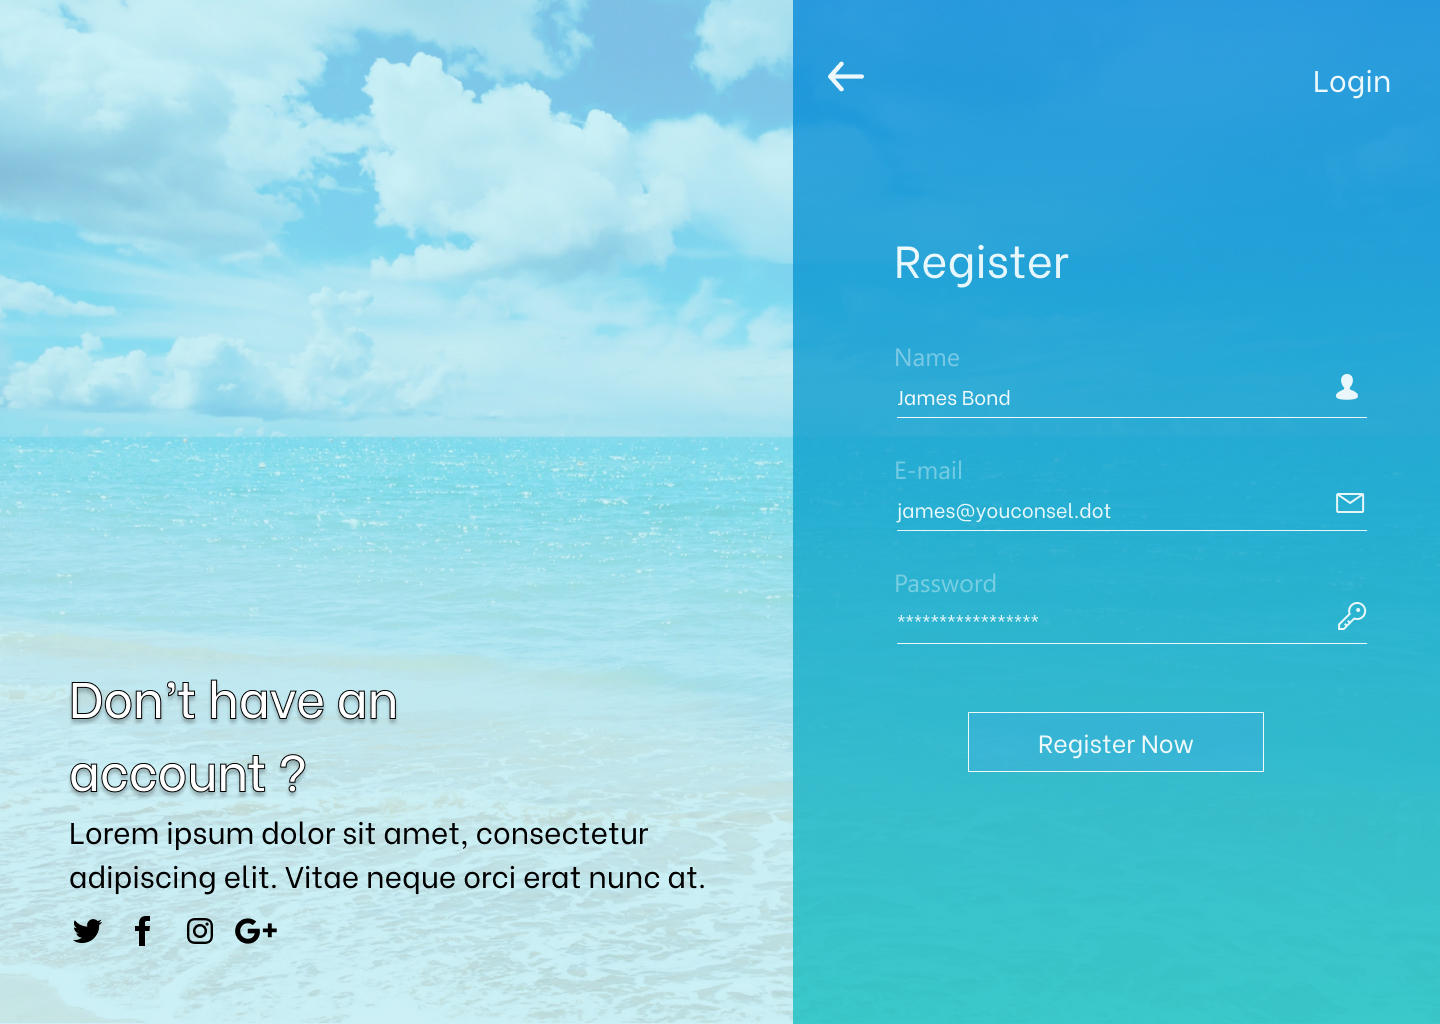 Don’t have an
account ?
Lorem ipsum dolor sit amet, consectetur
adipiscing elit. Vitae neque orci erat nunc at.
G+
Login
Register
Name
James Bond
E-mail
james@youconsel.dot
Password
*****************
Register Now